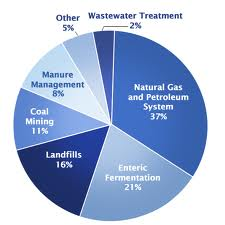 Other
5%
Wastewater Treatment
2%
Manure
Management
8%
Natural Gas
and Petroleum
System
37%
Coal
Mining
11%
Landfills
16%
Enteric
Fermentation
21%